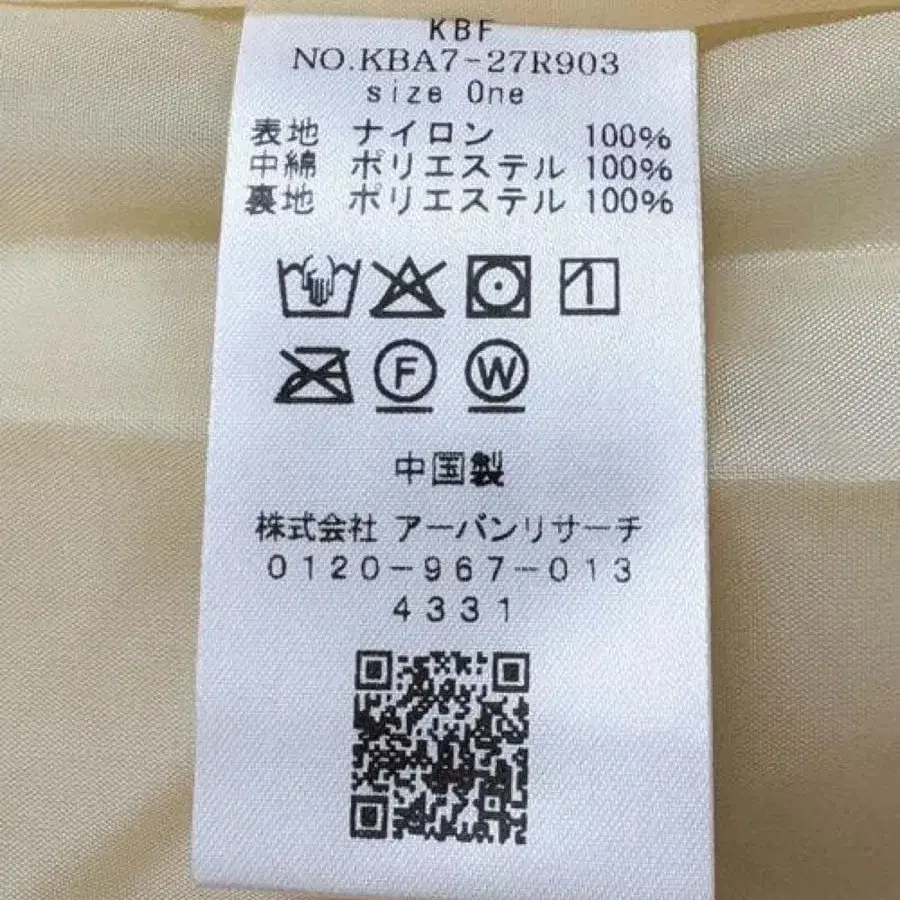 KBF
NO.KBA7-27R903
size One
表地 ナイロン 100%
中綿 ポリエステル 100%
裏地 ポリエステル 100%
F W
中国製
株式会社 アーバンリサーチ
0120-967-013
4331